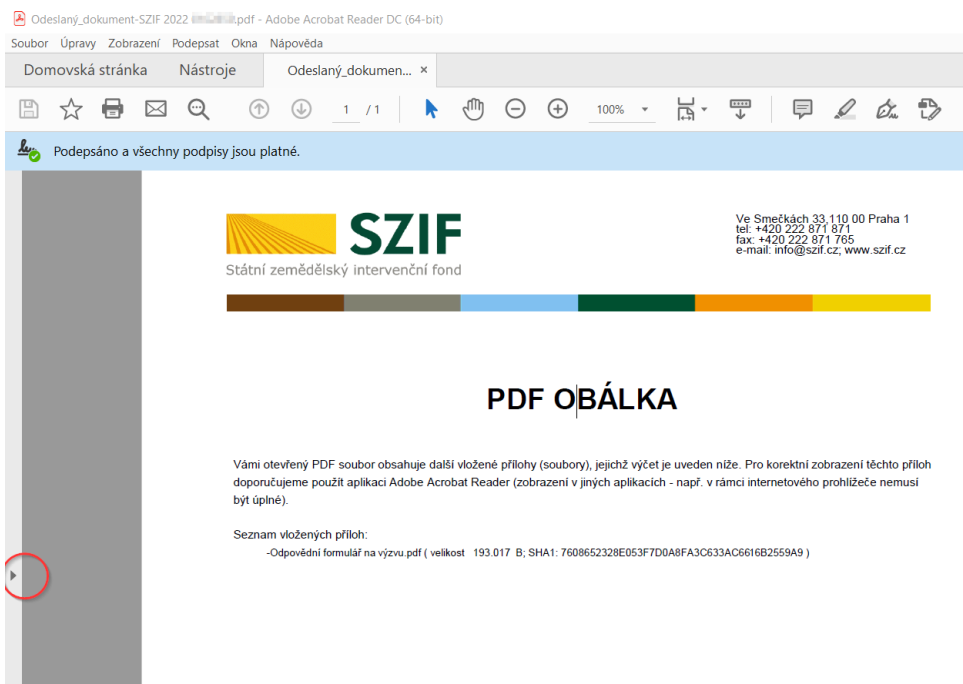 Odeslaný_dokument-SZIF 2022 .pdf - Adobe Acrobat Reader DC (64-bit)
Soubor Úpravy Zobrazení Podepsat Okna Nápověda
Domovská stránka Nástroje Odeslaný_dokumen... ×
1 / 1 100%
Podepsáno a všechny podpisy jsou platné.
SZIF
Státní zemědělský intervenční fond
Ve Smečkách 33,110 00 Praha 1
tel: +420 222 871 871
fax: +420 222 871 765
e-mail: info@szif.cz; www.szif.cz
PDF OBÁLKA
Vámi otevřený PDF soubor obsahuje další vložené přílohy (soubory), jejichž výčet je uveden níže. Pro korektní zobrazení těchto příloh
doporučujeme použít aplikaci Adobe Acrobat Reader (zobrazení v jiných aplikacích - např. v rámci internetového prohlížeče nemusí
být úplné).
Seznam vložených příloh:
-Odpovědní formulář na výzvu.pdf ( velikost 193.017 B; SHA1: 7608652328E053F7D0A8FA3C633AC6616B2559A9 )